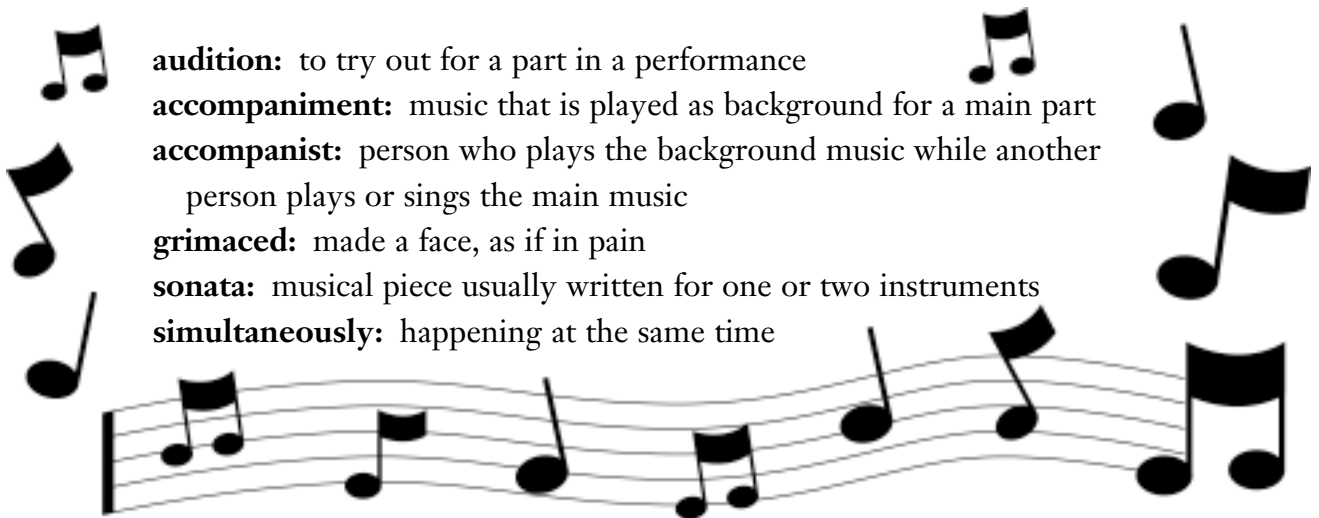 audition: to try out for a part in a performance
accompaniment: music that is played as background for a main part
accompanist: person who plays the background music while another
person plays or sings the main music
grimaced: made a face, as if in pain
sonata: musical piece usually written for one or two instruments
simultaneously: happening at the same time